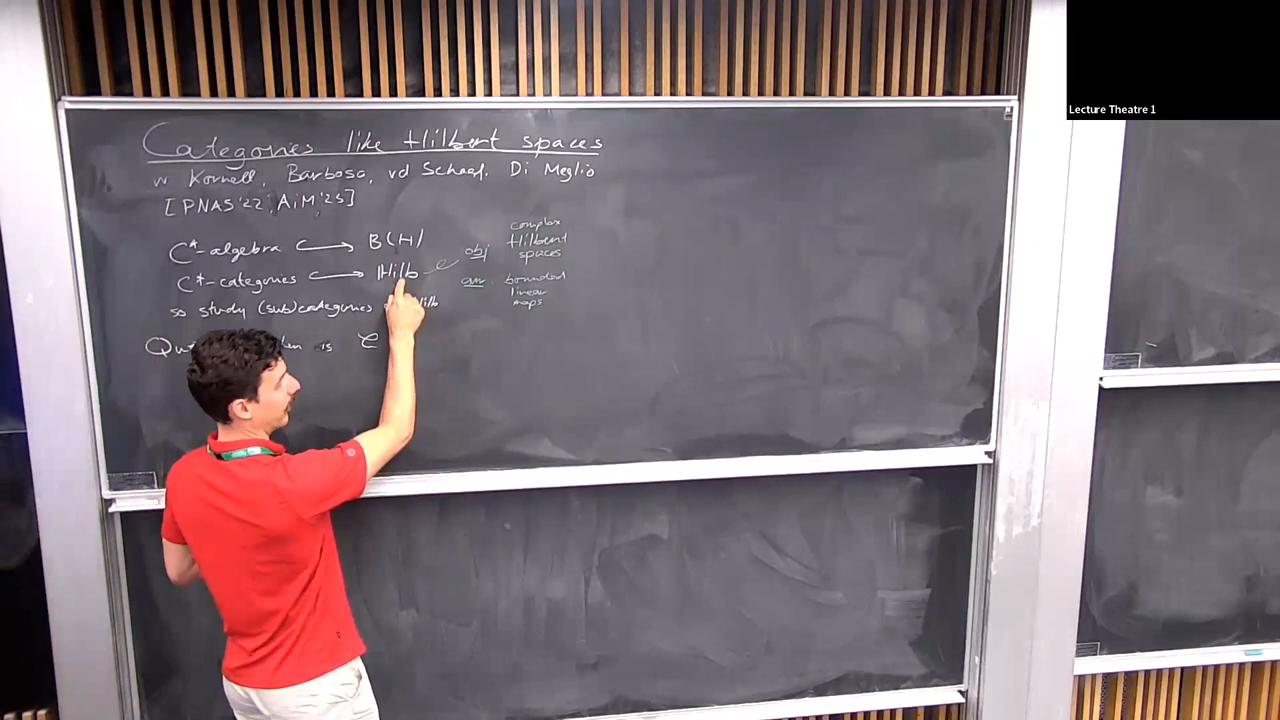 Categories like Hilbert spaces
w Kornell, Barbosa, vd Schaaf, Di Meglio
[PNAS '22, AiM '25]
C*-algebra ↪ B(H)
C*-categories ↪ Hilb
obj complex Hilbert spaces
arr bounded linear maps
so study (sub)categories Hilb
is C
Lecture Theatre 1